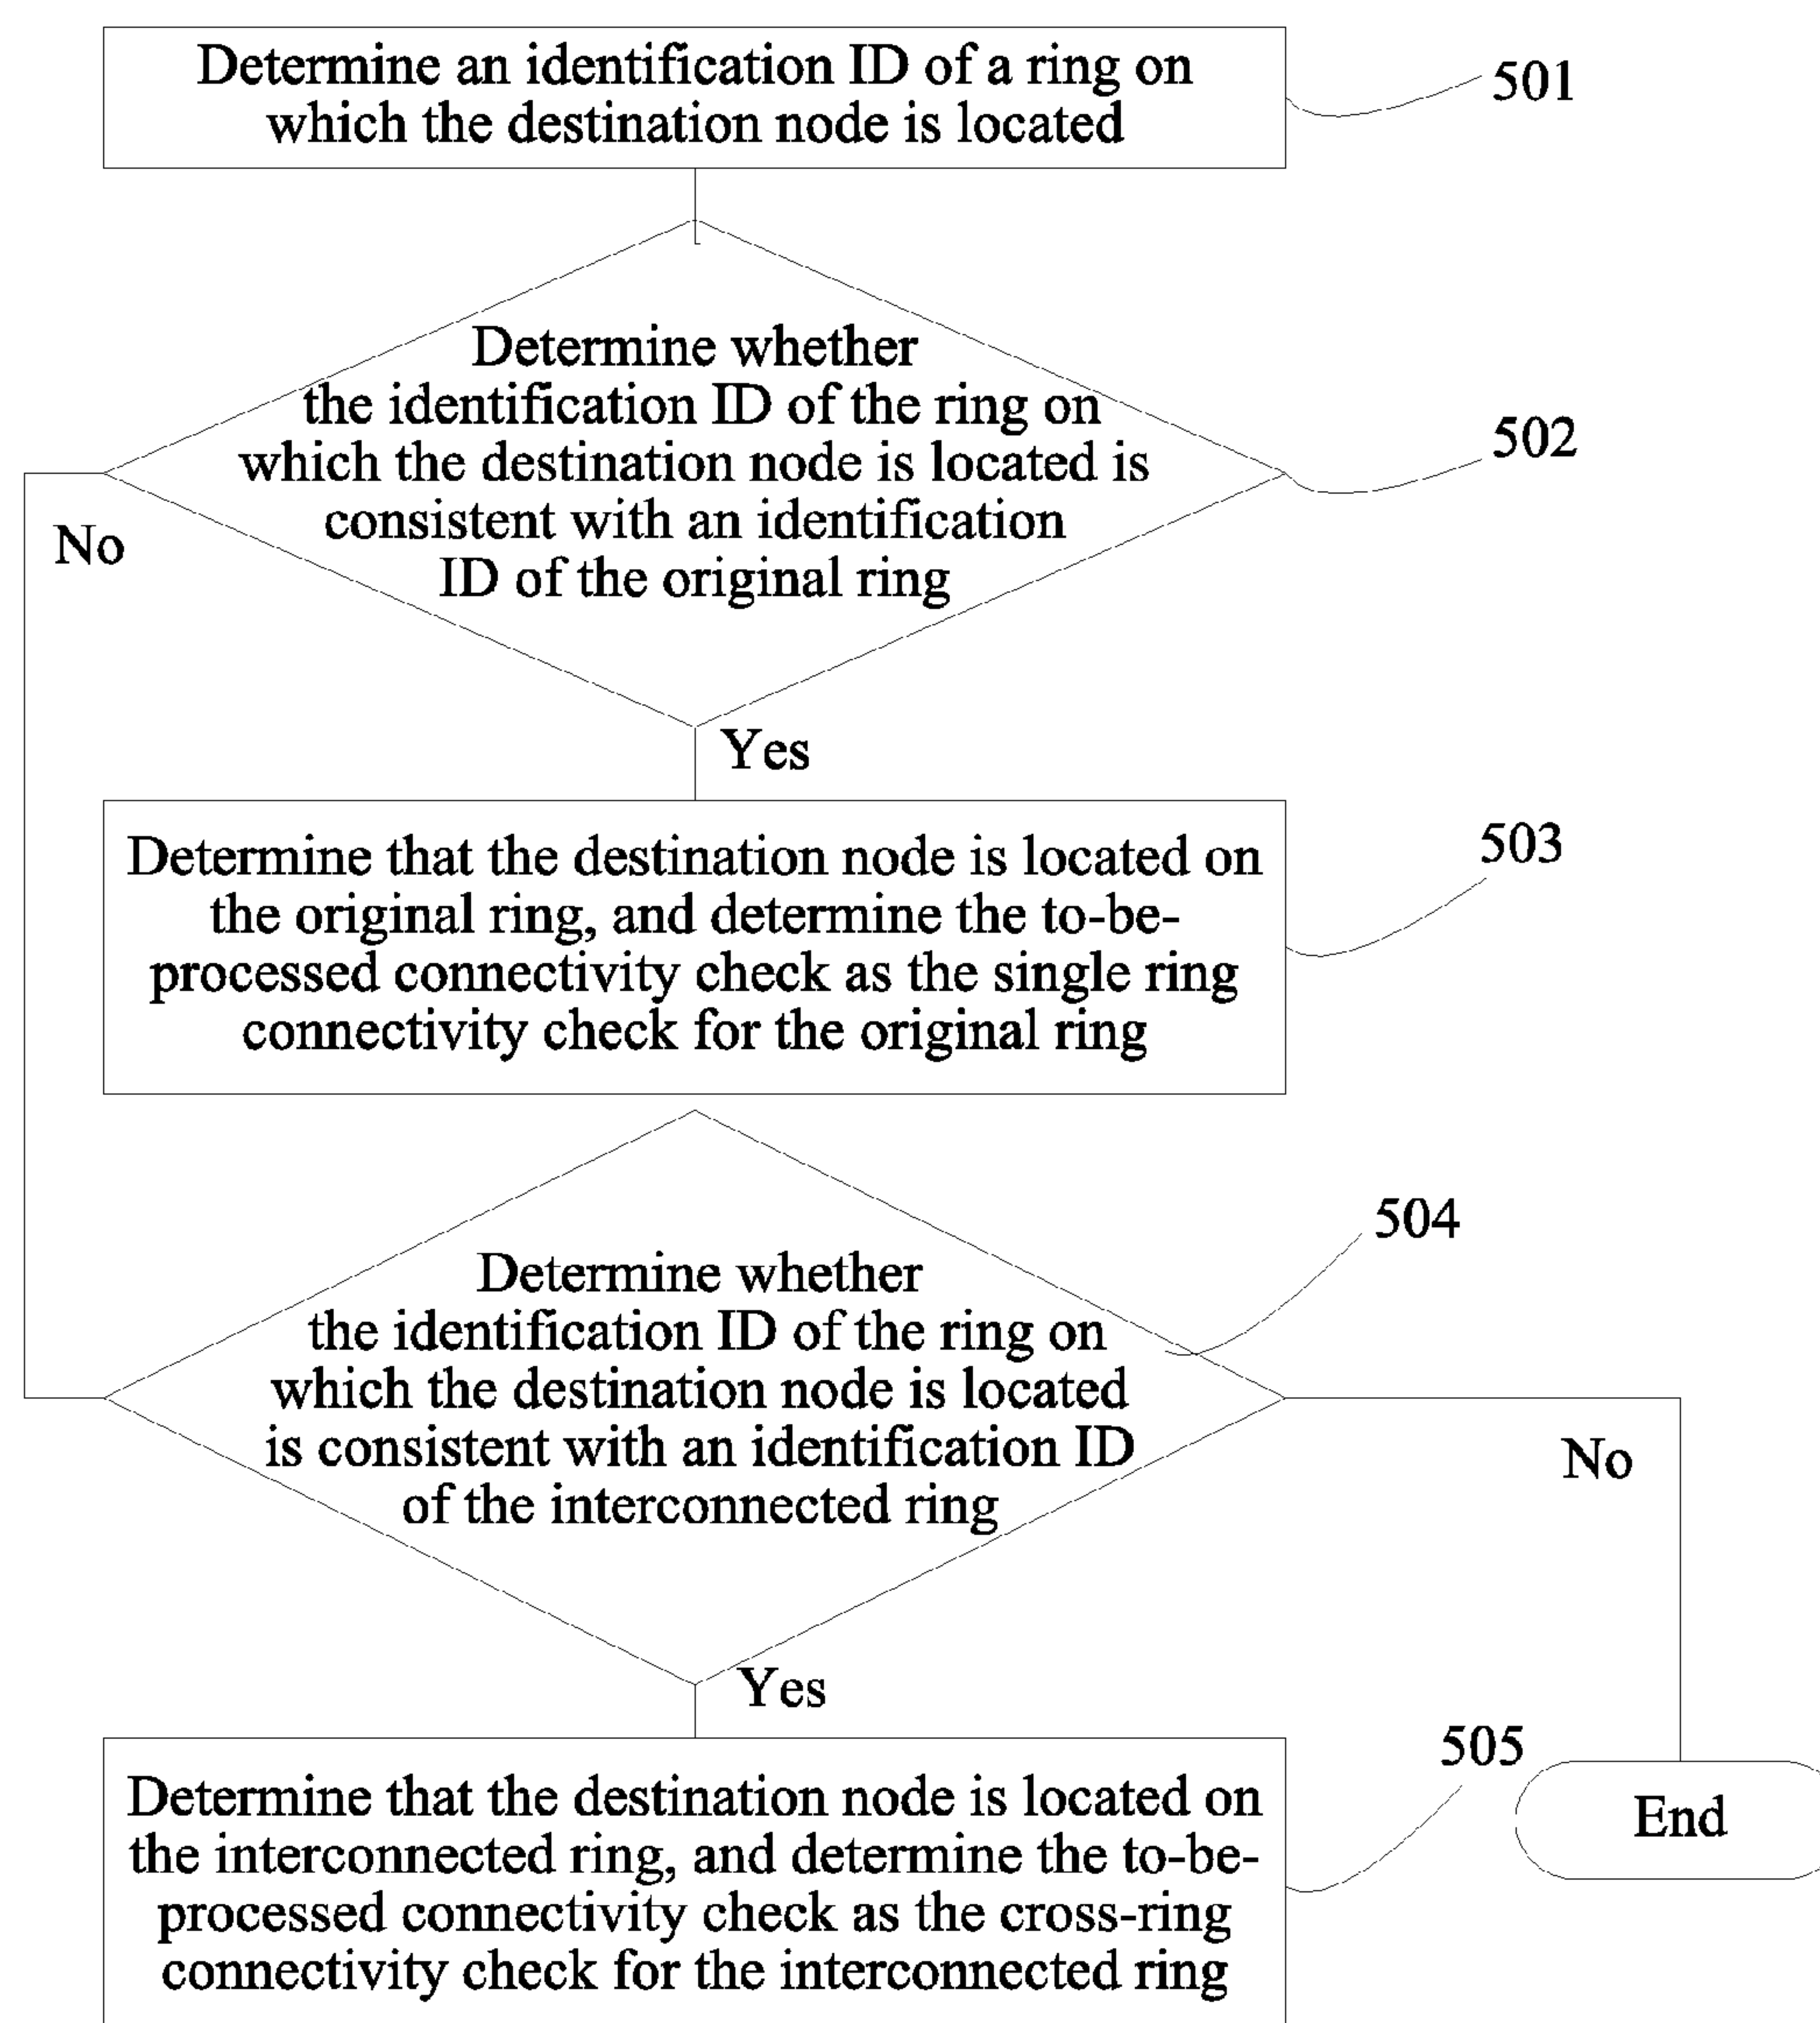 Determine an identification ID of a ring on
which the destination node is located
501
Determine whether
the identification ID of the ring on
which the destination node is located is
consistent with an identification
ID of the original ring
502
No
Yes
Determine that the destination node is located on
the original ring, and determine the to-be-
processed connectivity check as the single ring
connectivity check for the original ring
503
504
Determine whether
the identification ID of the ring on
which the destination node is located
is consistent with an identification ID
of the interconnected ring
No
Yes
505
Determine that the destination node is located on
the interconnected ring, and determine the to-be-
processed connectivity check as the cross-ring
connectivity check for the interconnected ring
End